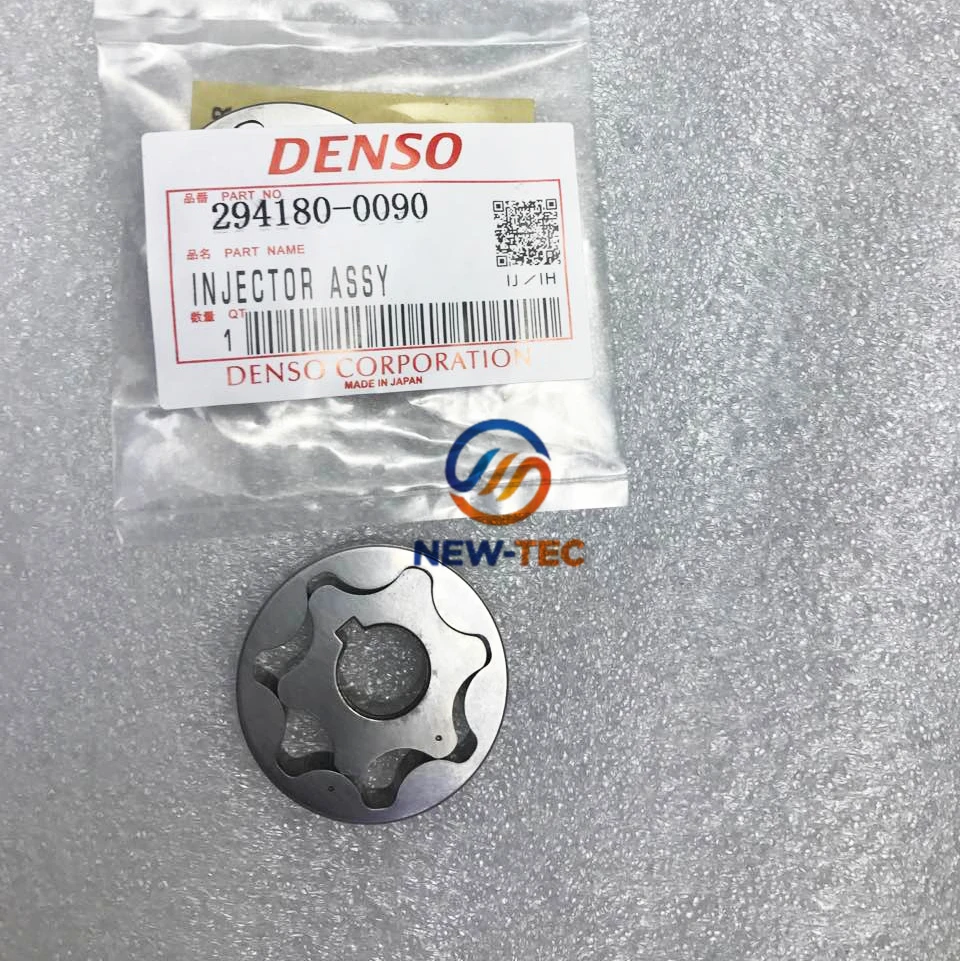 DENSO
品番 PART NO
294180-0090
品名 PART NAME
INJECTOR ASSY
IJ/IH
数量 QT
1
DENSO CORPORATION
MADE IN JAPAN
NEW-TEC